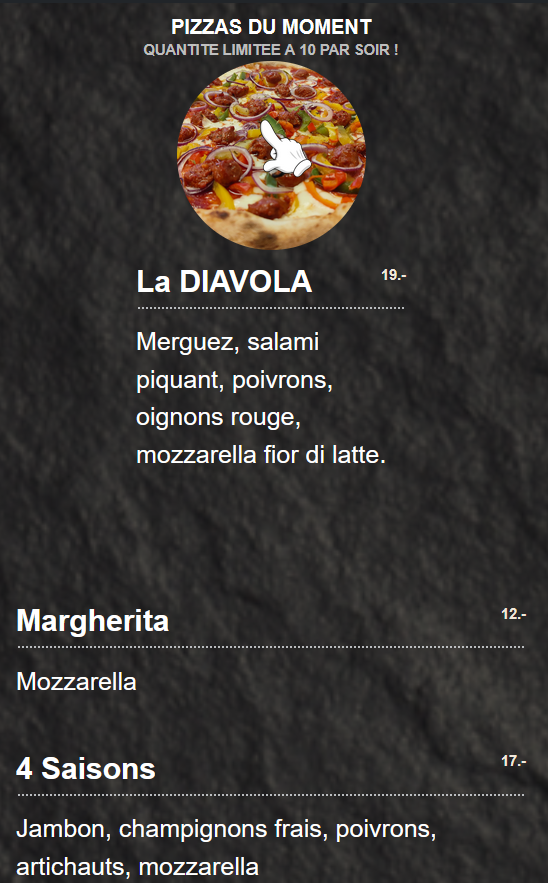 PIZZAS DU MOMENT
QUANTITE LIMITEE A 10 PAR SOIR !
La DIAVOLA 19.-
Merguez, salami
piquant, poivrons,
oignons rouge,
mozzarella fior di latte.
Margherita 12.-
Mozzarella
4 Saisons 17.-
Jambon, champignons frais, poivrons,
artichauts, mozzarella